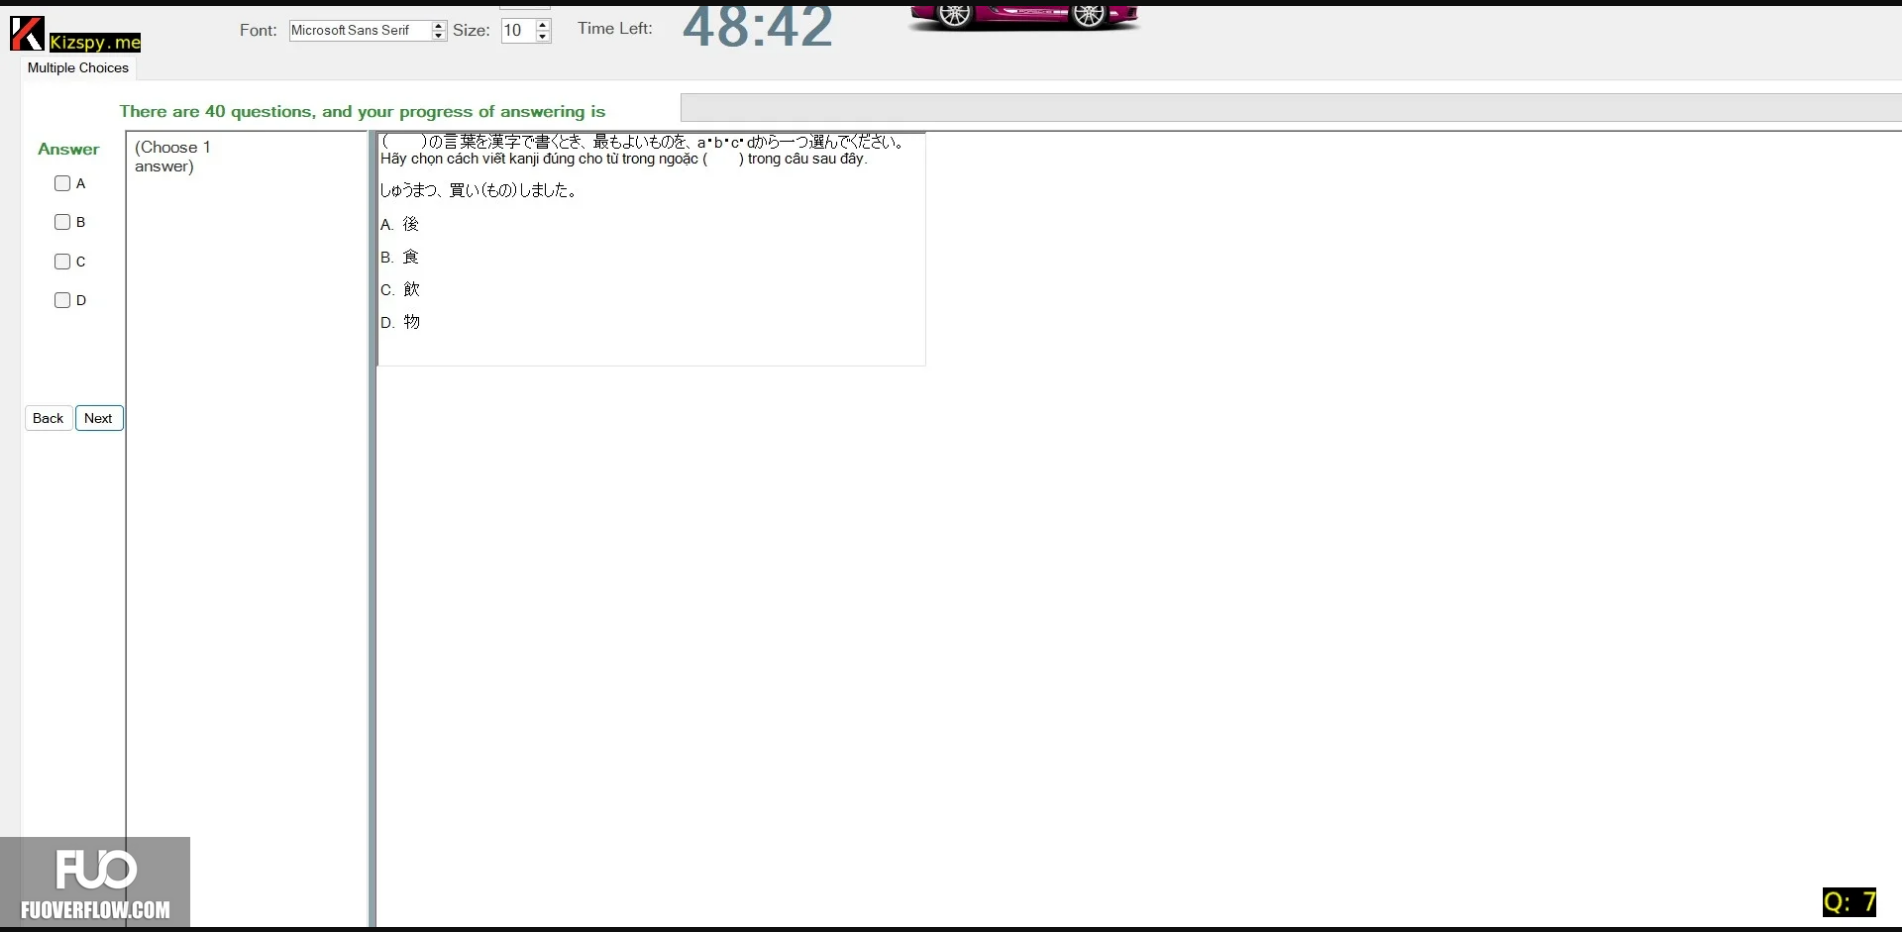 Kizspy.me
Font: Microsoft Sans Serif Size: 10 Time Left: 48:42
Multiple Choices
There are 40 questions, and your progress of answering is
Answer
A
B
C
D
Back Next
(Choose 1
answer)
(　　)の言葉を漢字で書くとき、最もよいものを、a・b・c・dから一つ選んでください。
Hãy chọn cách viết kanji đúng cho từ trong ngoặc (　　) trong câu sau đây.
しゅうまつ、買い(もの)しました。
A. 後
B. 食
C. 飲
D. 物
FUO
FUOVERFLOW.COM
Q: 7